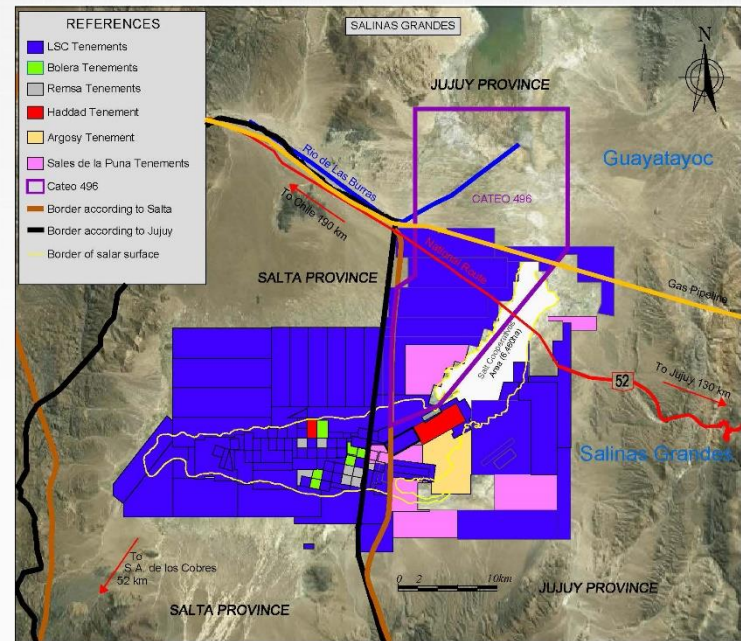 REFERENCES
LSC Tenements
Bolera Tenements
Remsa Tenements
Haddad Tenement
Argosy Tenement
Sales de la Puna Tenements
Cateo 496
Border according to Salta
Border according to Jujuy
Border of salar surface
SALINAS GRANDES
JUJUY PROVINCE
N
Guayatayoc
Rio de Las Burras
To Chile 190 km
CATEO 496
SALTA PROVINCE
National Route
Gas Pipeline
Salt Cooperatives
Area (6,460ha)
52
To Jujuy 130 km
Salinas Grandes
To
S.A. de los Cobres
52 km
0 2 10km
SALTA PROVINCE
JUJUY PROVINCE